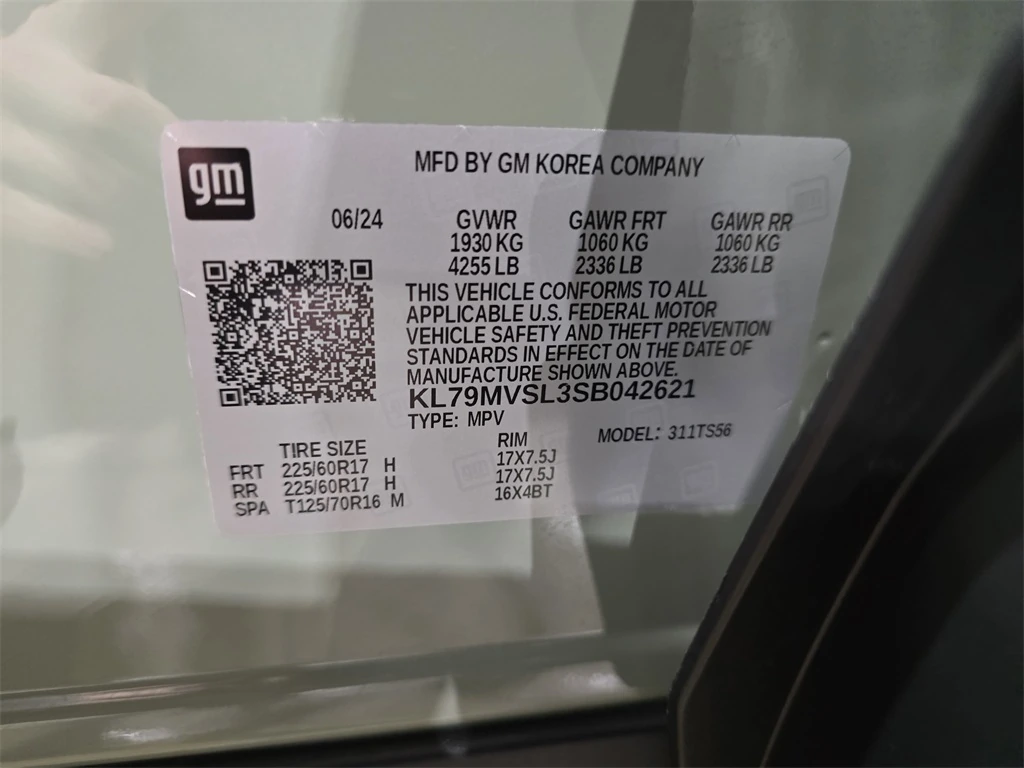 gm
MFD BY GM KOREA COMPANY
06/24 GVWR GAWR FRT GAWR RR
1930 KG 1060 KG 1060 KG
4255 LB 2336 LB 2336 LB
THIS VEHICLE CONFORMS TO ALL
APPLICABLE U.S. FEDERAL MOTOR
VEHICLE SAFETY AND THEFT PREVENTION
STANDARDS IN EFFECT ON THE DATE OF
MANUFACTURE SHOWN ABOVE.
KL79MVSL3SB042621
TYPE: MPV MODEL: 311TS56
TIRE SIZE RIM
FRT 225/60R17 H 17X7.5J
RR 225/60R17 H 17X7.5J
SPA T125/70R16 M 16X4BT